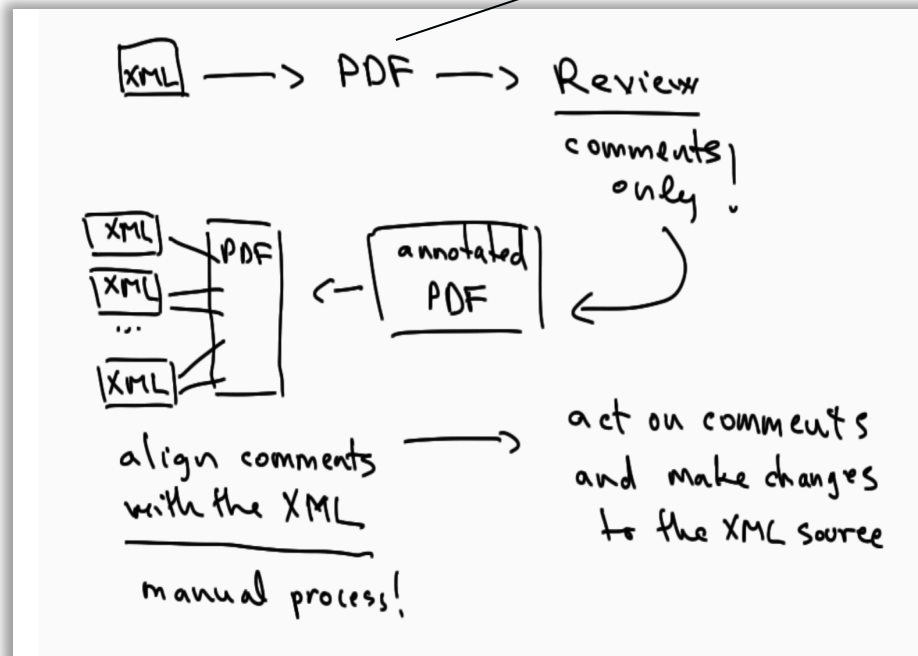 XML → PDF → Review
comments
only!
XML
PDF
annotated
PDF
XML
...
XML
align comments
with the XML
manual process!
→ act on comments
and make changes
to the XML source